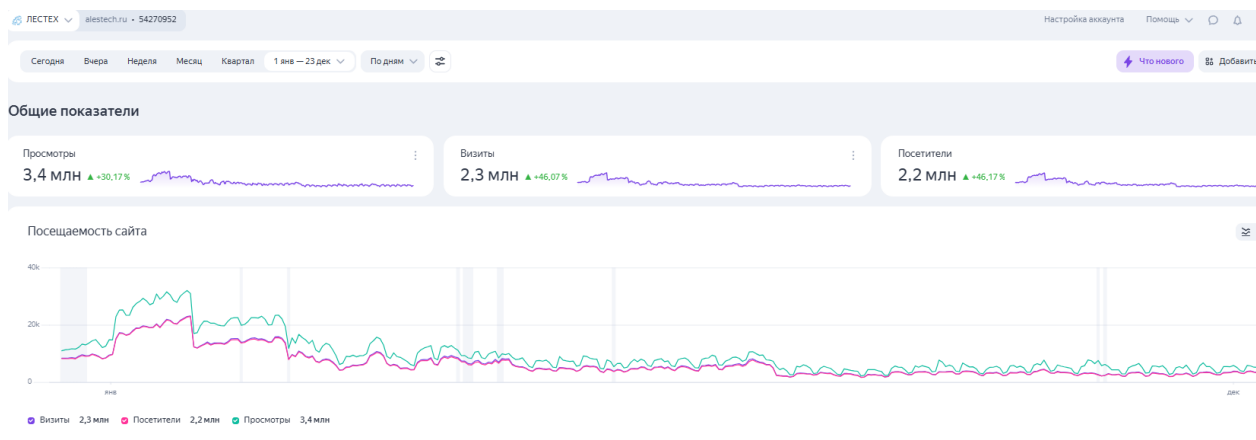 ЛЕСТЕХ alestech.ru • 54270952 Настройка аккаунта Помощь
Сегодня Вчера Неделя Месяц Квартал 1 янв — 23 дек По дням Что нового Добавить
Общие показатели
Просмотры Визиты Посетители
3,4 млн ▲ +30,17 % 2,3 млн ▲ +46,07 % 2,2 млн ▲ +46,17 %
Посещаемость сайта
40k
20k
0
янв дек
Визиты 2,3 млн Посетители 2,2 млн Просмотры 3,4 млн